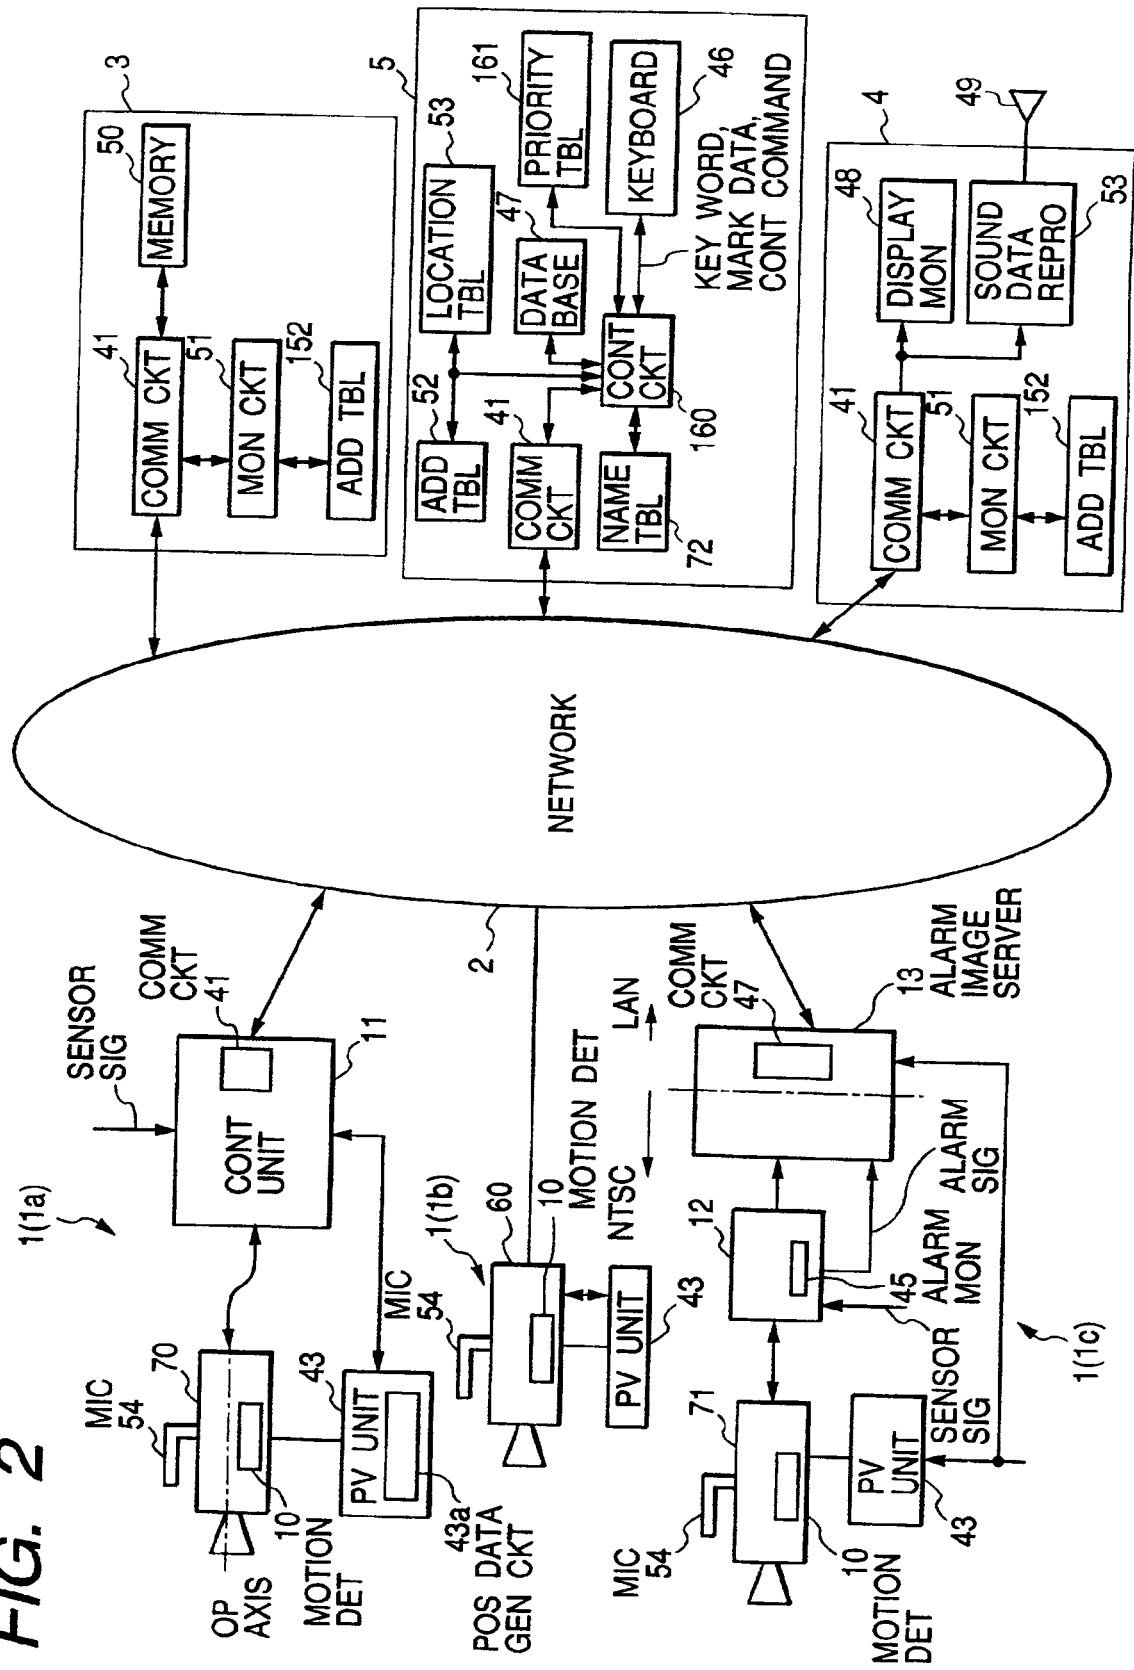 FIG. 2
1(1a)
SENSOR
SIG
COMM
CKT
41
CONT
UNIT
11
MIC
54
70
OP
AXIS
10
MOTION
DET
43
PV UNIT
43a
POS DATA
GEN CKT
1(1b)
MIC
54
60
10
MOTION DET
PV UNIT
43
2
NETWORK
NTSC
LAN
COMM
CKT
47
13
ALARM
IMAGE
SERVER
12
45
ALARM
MON
ALARM
SIG
SENSOR
SIG
MIC
54
71
10
MOTION
DET
PV
UNIT
43
1(1c)
3
50
MEMORY
41
COMM CKT
51
MON CKT
152
ADD TBL
5
53
LOCATION
TBL
161
PRIORITY
TBL
47
DATA
BASE
46
KEYBOARD
KEY WORD,
MARK DATA,
CONT COMMAND
52
ADD
TBL
41
COMM
CKT
CONT
CKT
160
NAME
TBL
72
4
48
DISPLAY
MON
49
SOUND
DATA
REPRO
53
41
COMM CKT
51
MON CKT
152
ADD TBL